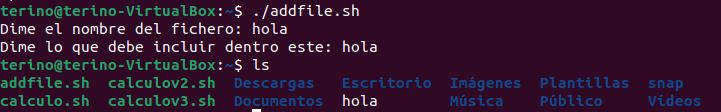 terino@terino-VirtualBox:~$ ./addfile.sh
Dime el nombre del fichero: hola
Dime lo que debe incluir dentro este: hola
terino@terino-VirtualBox:~$ ls
addfile.sh calculov2.sh Descargas Escritorio Imágenes Plantillas snap
calculo.sh calculov3.sh Documentos hola Música Público Vídeos